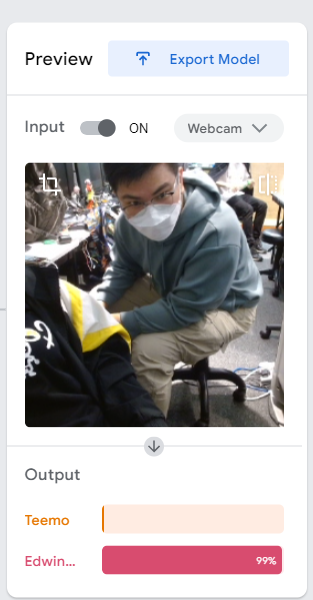 Preview
Export Model
Input
ON
Webcam
Output
Teemo
Edwin...
99%